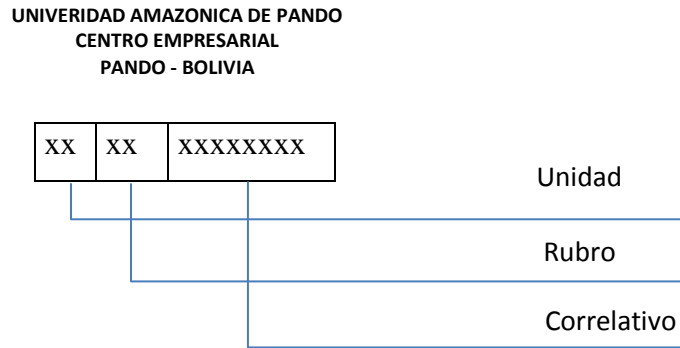 UNIVERIDAD AMAZONICA DE PANDO
CENTRO EMPRESARIAL
PANDO - BOLIVIA
XX XX XXXXXXXX
Unidad
Rubro
Correlativo